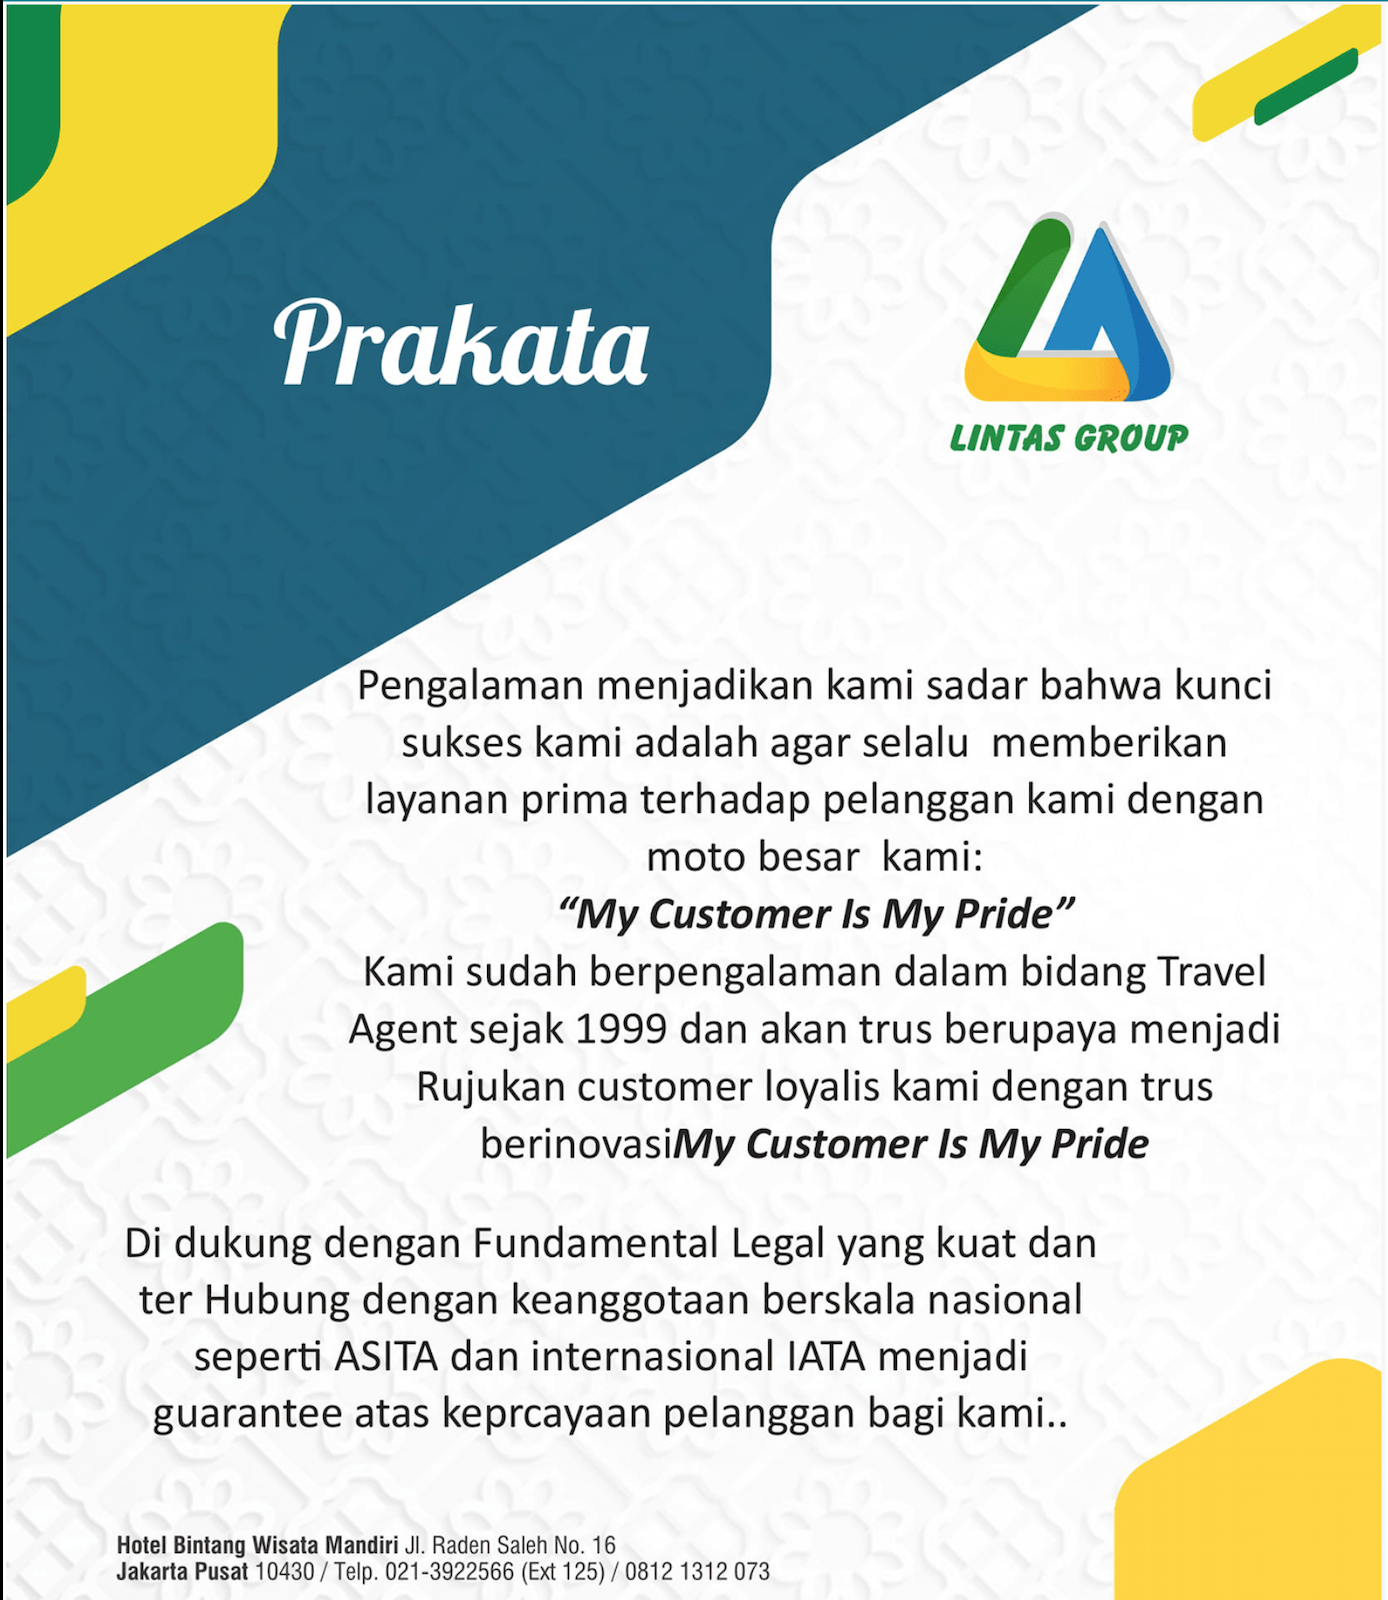 Prakata
LINTAS GROUP
Pengalaman menjadikan kami sadar bahwa kunci
sukses kami adalah agar selalu  memberikan
layanan prima terhadap pelanggan kami dengan
moto besar  kami:
“My Customer Is My Pride”
Kami sudah berpengalaman dalam bidang Travel
Agent sejak 1999 dan akan trus berupaya menjadi
Rujukan customer loyalis kami dengan trus
berinovasiMy Customer Is My Pride
Di dukung dengan Fundamental Legal yang kuat dan
ter Hubung dengan keanggotaan berskala nasional
seperti ASITA dan internasional IATA menjadi
guarantee atas keprcayaan pelanggan bagi kami..
Hotel Bintang Wisata Mandiri Jl. Raden Saleh No. 16
Jakarta Pusat 10430 / Telp. 021-3922566 (Ext 125) / 0812 1312 073